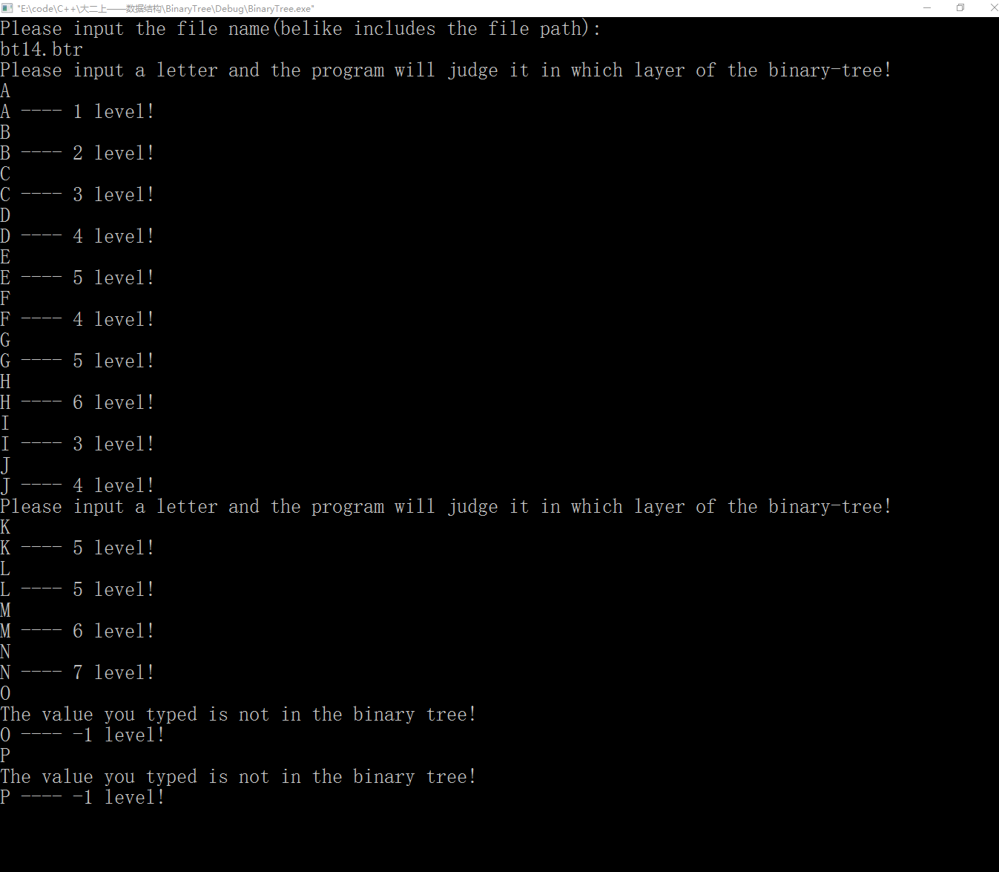 "E:\code\C++\大二上——数据结构\BinaryTree\Debug\BinaryTree.exe"
Please input the file name(belike includes the file path):
bt14.btr
Please input a letter and the program will judge it in which layer of the binary-tree!
A
A ---- 1 level!
B
B ---- 2 level!
C
C ---- 3 level!
D
D ---- 4 level!
E
E ---- 5 level!
F
F ---- 4 level!
G
G ---- 5 level!
H
H ---- 6 level!
I
I ---- 3 level!
J
J ---- 4 level!
Please input a letter and the program will judge it in which layer of the binary-tree!
K
K ---- 5 level!
L
L ---- 5 level!
M
M ---- 6 level!
N
N ---- 7 level!
O
The value you typed is not in the binary tree!
O ---- -1 level!
P
The value you typed is not in the binary tree!
P ---- -1 level!